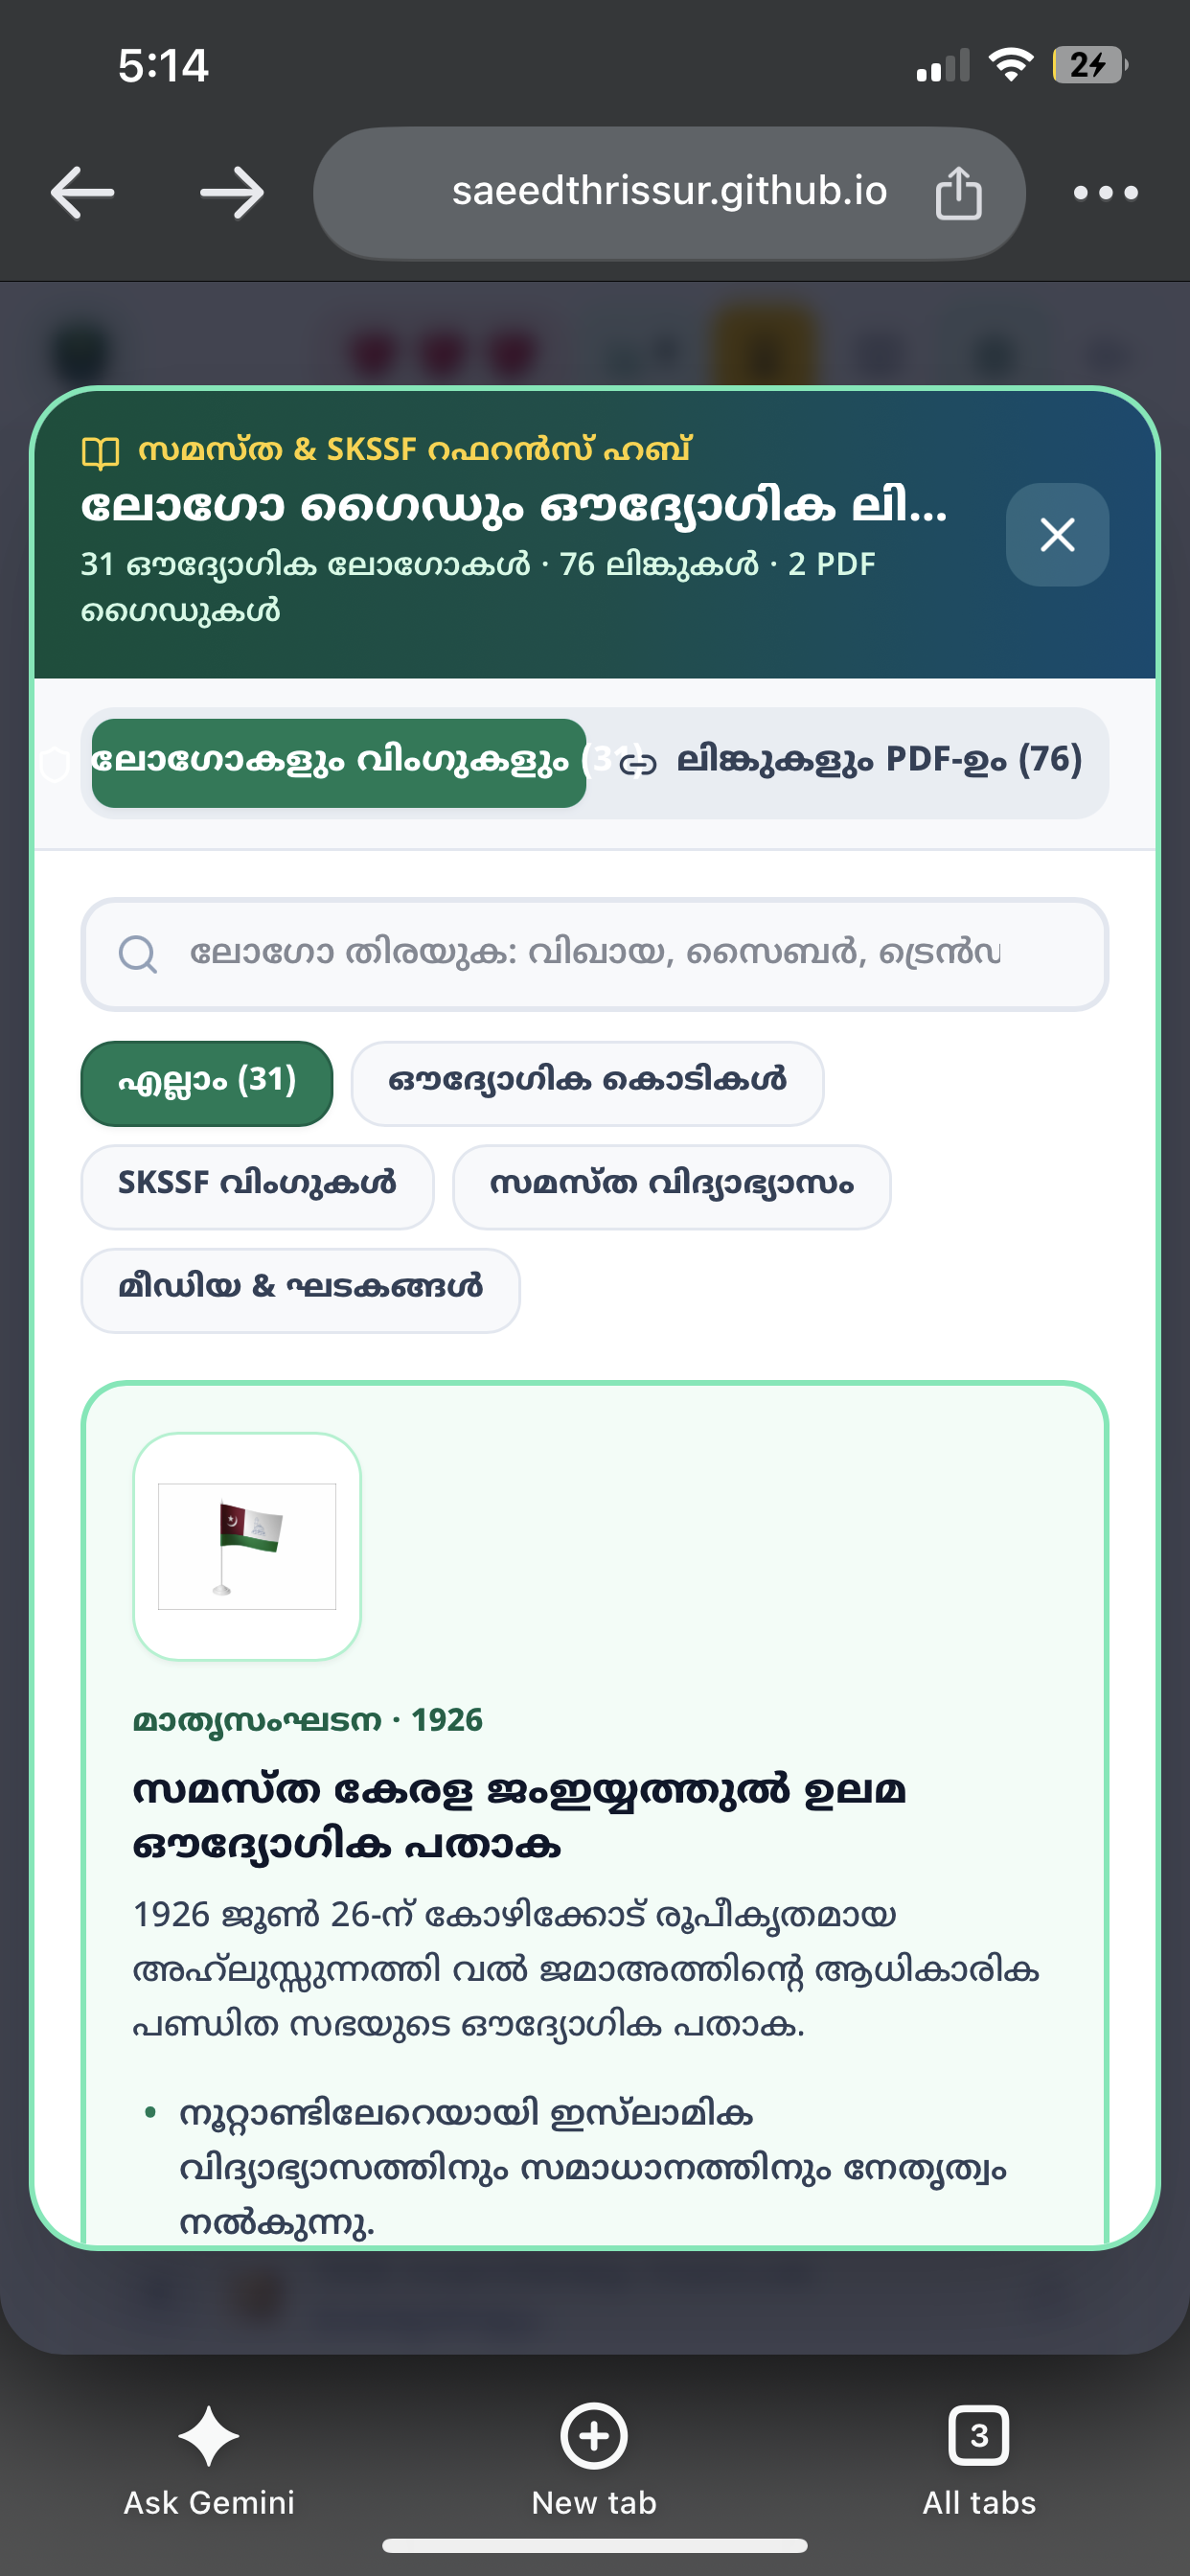 5:14
2
saeedthrissur.github.io
സമസ്ത & SKSSF റഫറൻസ് ഹബ്
ലോഗോ ഗൈഡും ഔദ്യോഗിക ലി...
31 ഔദ്യോഗിക ലോഗോകൾ · 76 ലിങ്കുകൾ · 2 PDF
ഗൈഡുകൾ
ലോഗോകളും വിംഗുകളും (31)
ലിങ്കുകളും PDF-ഉം (76)
ലോഗോ തിരയുക: വിഖായ, സൈബർ, ട്രെൻഡ
എല്ലാം (31)
ഔദ്യോഗിക കൊടികൾ
SKSSF വിംഗുകൾ
സമസ്ത വിദ്യാഭ്യാസം
മീഡിയ & ഘടകങ്ങൾ
മാതൃസംഘടന · 1926
സമസ്ത കേരള ജംഇയ്യത്തുൽ ഉലമ
ഔദ്യോഗിക പതാക
1926 ജൂൺ 26-ന് കോഴിക്കോട് രൂപീകൃതമായ
അഹ്‌ലുസ്സുന്നത്തി വൽ ജമാഅത്തിന്റെ ആധികാരിക
പണ്ഡിത സഭയുടെ ഔദ്യോഗിക പതാക.
• നൂറ്റാണ്ടിലേറെയായി ഇസ്‌ലാമിക
വിദ്യാഭ്യാസത്തിനും സമാധാനത്തിനും നേതൃത്വം
നൽകുന്നു.
Ask Gemini
New tab
3
All tabs